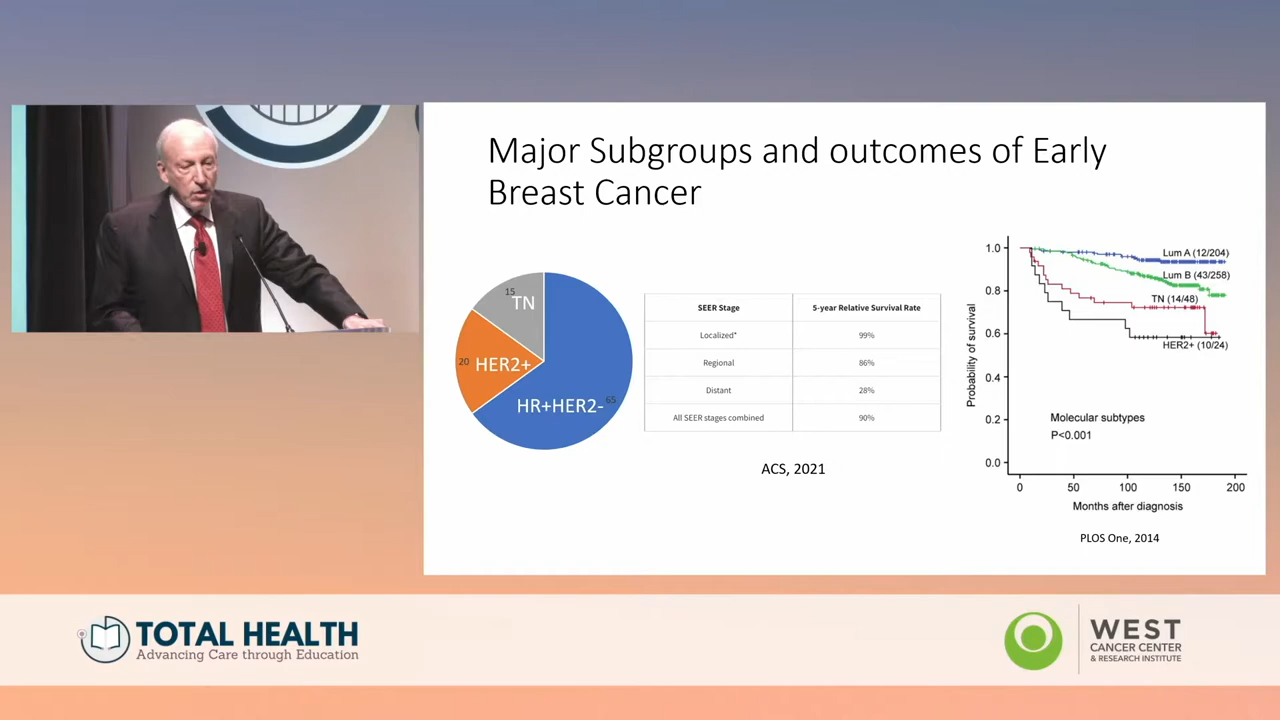 Major Subgroups and outcomes of Early
Breast Cancer
15
TN
20
HER2+
HR+HER2-
65
SEER Stage
5-year Relative Survival Rate
Localized*
99%
Regional
86%
Distant
28%
All SEER stages combined
90%
ACS, 2021
Probability of survival
1.0
0.8
0.6
0.4
0.2
0.0
Lum A (12/204)
Lum B (43/258)
TN (14/48)
HER2+ (10/24)
Molecular subtypes
P<0.001
0
50
100
150
200
Months after diagnosis
PLOS One, 2014
TOTAL HEALTH
Advancing Care through Education
WEST
CANCER CENTER
& RESEARCH INSTITUTE